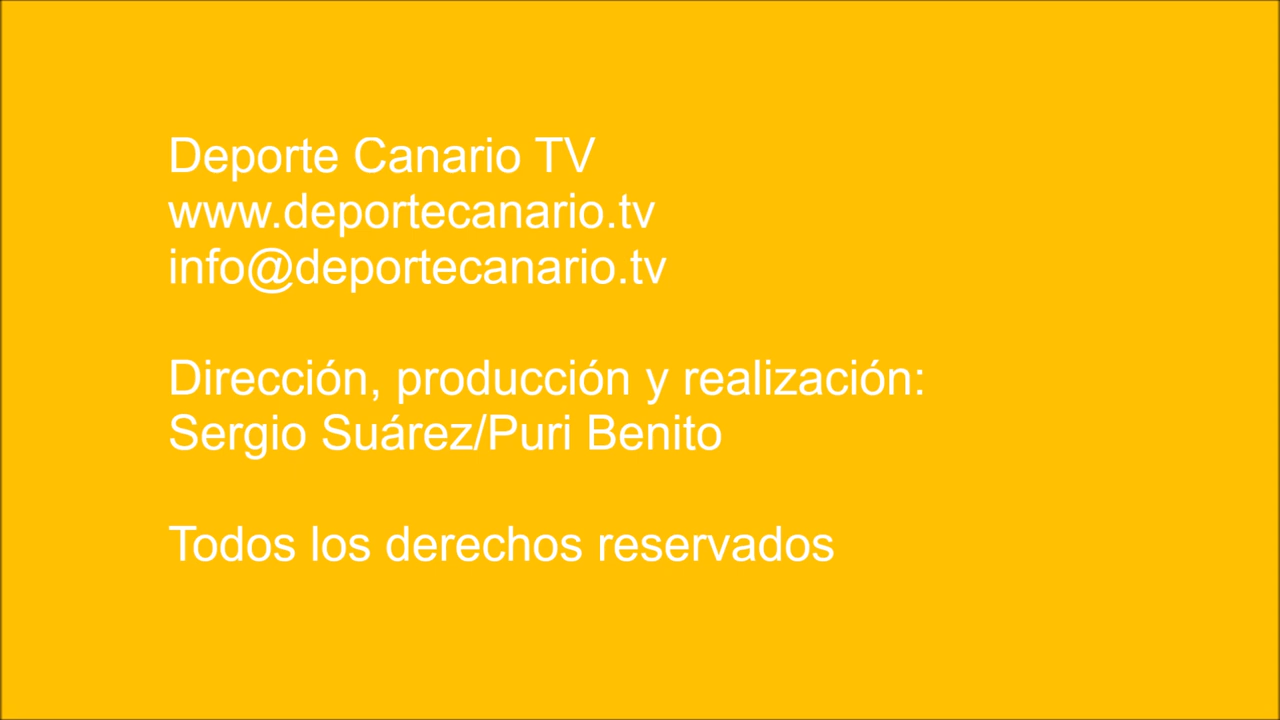 Deporte Canario TV
www.deportecanario.tv
info@deportecanario.tv
Dirección, producción y realización:
Sergio Suárez/Puri Benito
Todos los derechos reservados